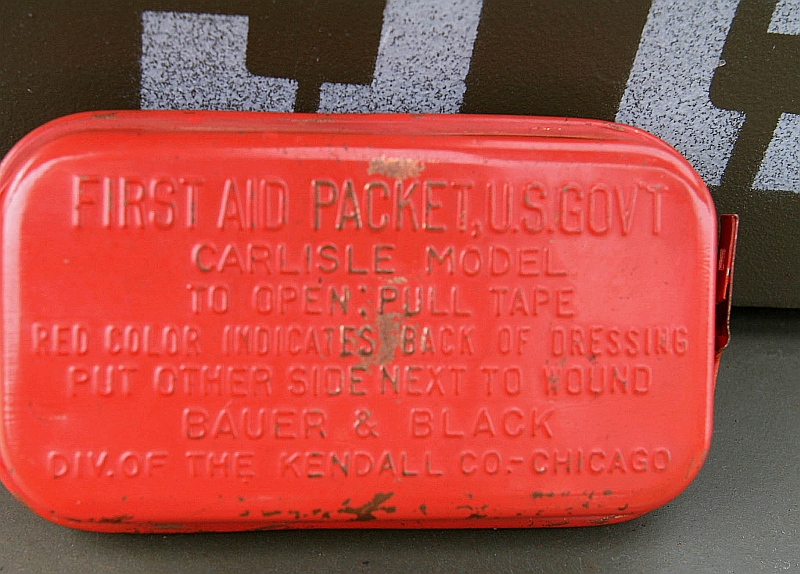 FIRST AID PACKET, U.S. GOV'T
CARLISLE MODEL
TO OPEN: PULL TAPE
RED COLOR INDICATES BACK OF DRESSING
PUT OTHER SIDE NEXT TO WOUND
BAUER & BLACK
DIV. OF THE KENDALL CO.-CHICAGO